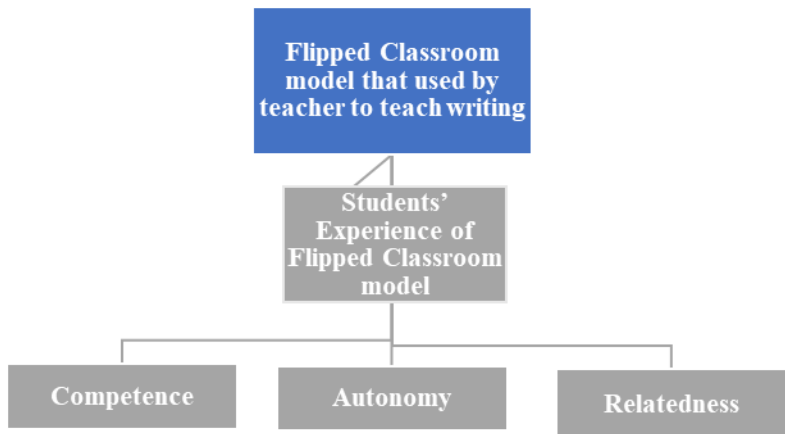 Flipped Classroom
model that used by
teacher to teach writing
Students’
Experience of
Flipped Classroom
model
Competence
Autonomy
Relatedness